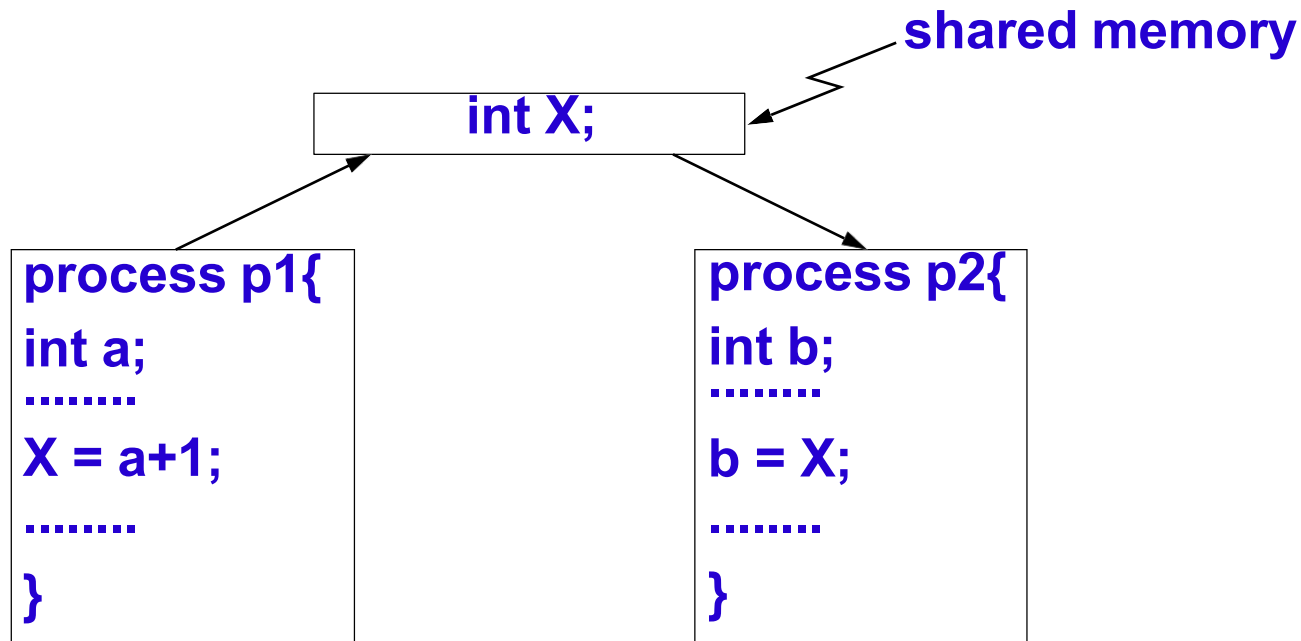 shared memory
int X;
process p1{
int a;
........
X = a+1;
........
}
process p2{
int b;
........
b = X;
........
}